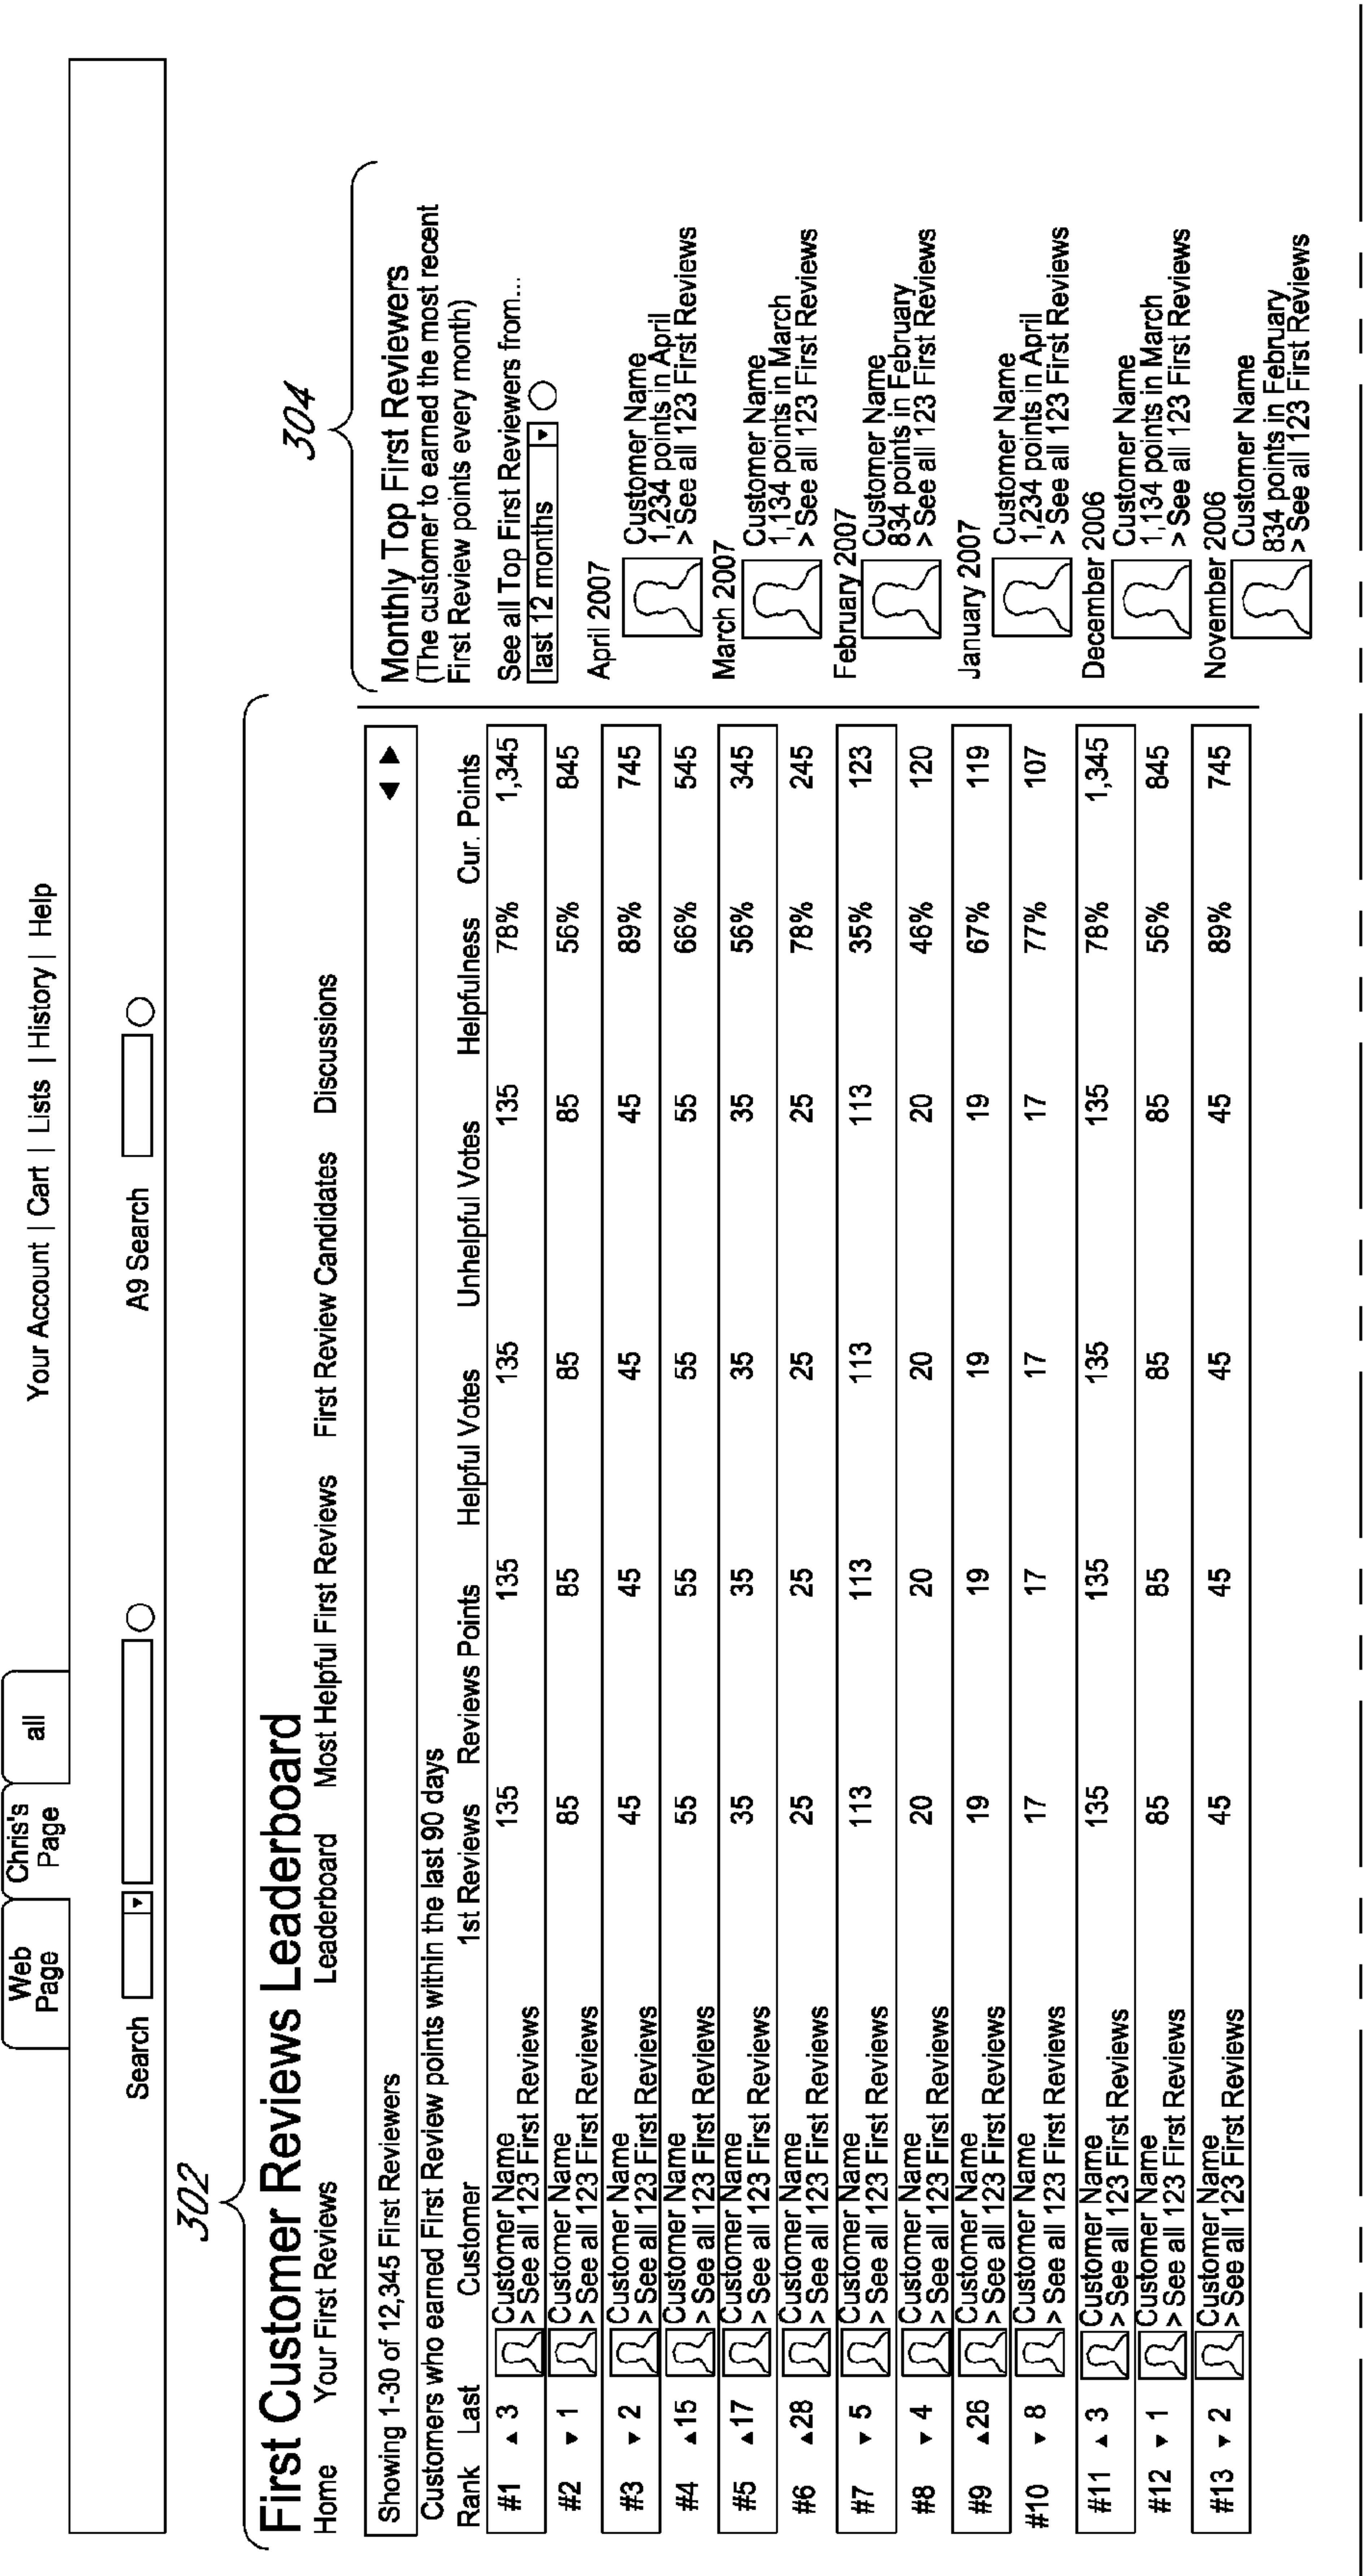 Web Page
Chris's Page
all
Your Account | Cart | Lists | History | Help
Search
A9 Search
302
304
First Customer Reviews Leaderboard
Home Your First Reviews Leaderboard Most Helpful First Reviews First Review Candidates Discussions
Showing 1-30 of 12,345 First Reviewers
Customers who earned First Review points within the last 90 days
Rank Last Customer 1st Reviews Reviews Points Helpful Votes Unhelpful Votes Helpfulness Cur. Points
#1 ▲ 3 Customer Name 135 135 135 135 78% 1,345
> See all 123 First Reviews
#2 ▼ 1 Customer Name 85 85 85 85 56% 845
> See all 123 First Reviews
#3 ▼ 2 Customer Name 45 45 45 45 89% 745
> See all 123 First Reviews
#4 ▲15 Customer Name 55 55 55 55 66% 545
> See all 123 First Reviews
#5 ▲17 Customer Name 35 35 35 35 56% 345
> See all 123 First Reviews
#6 ▲28 Customer Name 25 25 25 25 78% 245
> See all 123 First Reviews
#7 ▼ 5 Customer Name 113 113 113 113 35% 123
> See all 123 First Reviews
#8 ▼ 4 Customer Name 20 20 20 20 46% 120
> See all 123 First Reviews
#9 ▲26 Customer Name 19 19 19 19 67% 119
> See all 123 First Reviews
#10 ▼ 8 Customer Name 17 17 17 17 77% 107
> See all 123 First Reviews
#11 ▲ 3 Customer Name 135 135 135 135 78% 1,345
> See all 123 First Reviews
#12 ▼ 1 Customer Name 85 85 85 85 56% 845
> See all 123 First Reviews
#13 ▼ 2 Customer Name 45 45 45 45 89% 745
> See all 123 First Reviews
Monthly Top First Reviewers
(The customer to earned the most recent
First Review points every month)
See all Top First Reviewers from...
last 12 months
April 2007
Customer Name
1,234 points in April
> See all 123 First Reviews
March 2007
Customer Name
1,134 points in March
> See all 123 First Reviews
February 2007
Customer Name
834 points in February
> See all 123 First Reviews
January 2007
Customer Name
1,234 points in April
> See all 123 First Reviews
December 2006
Customer Name
1,134 points in March
> See all 123 First Reviews
November 2006
Customer Name
834 points in February
> See all 123 First Reviews